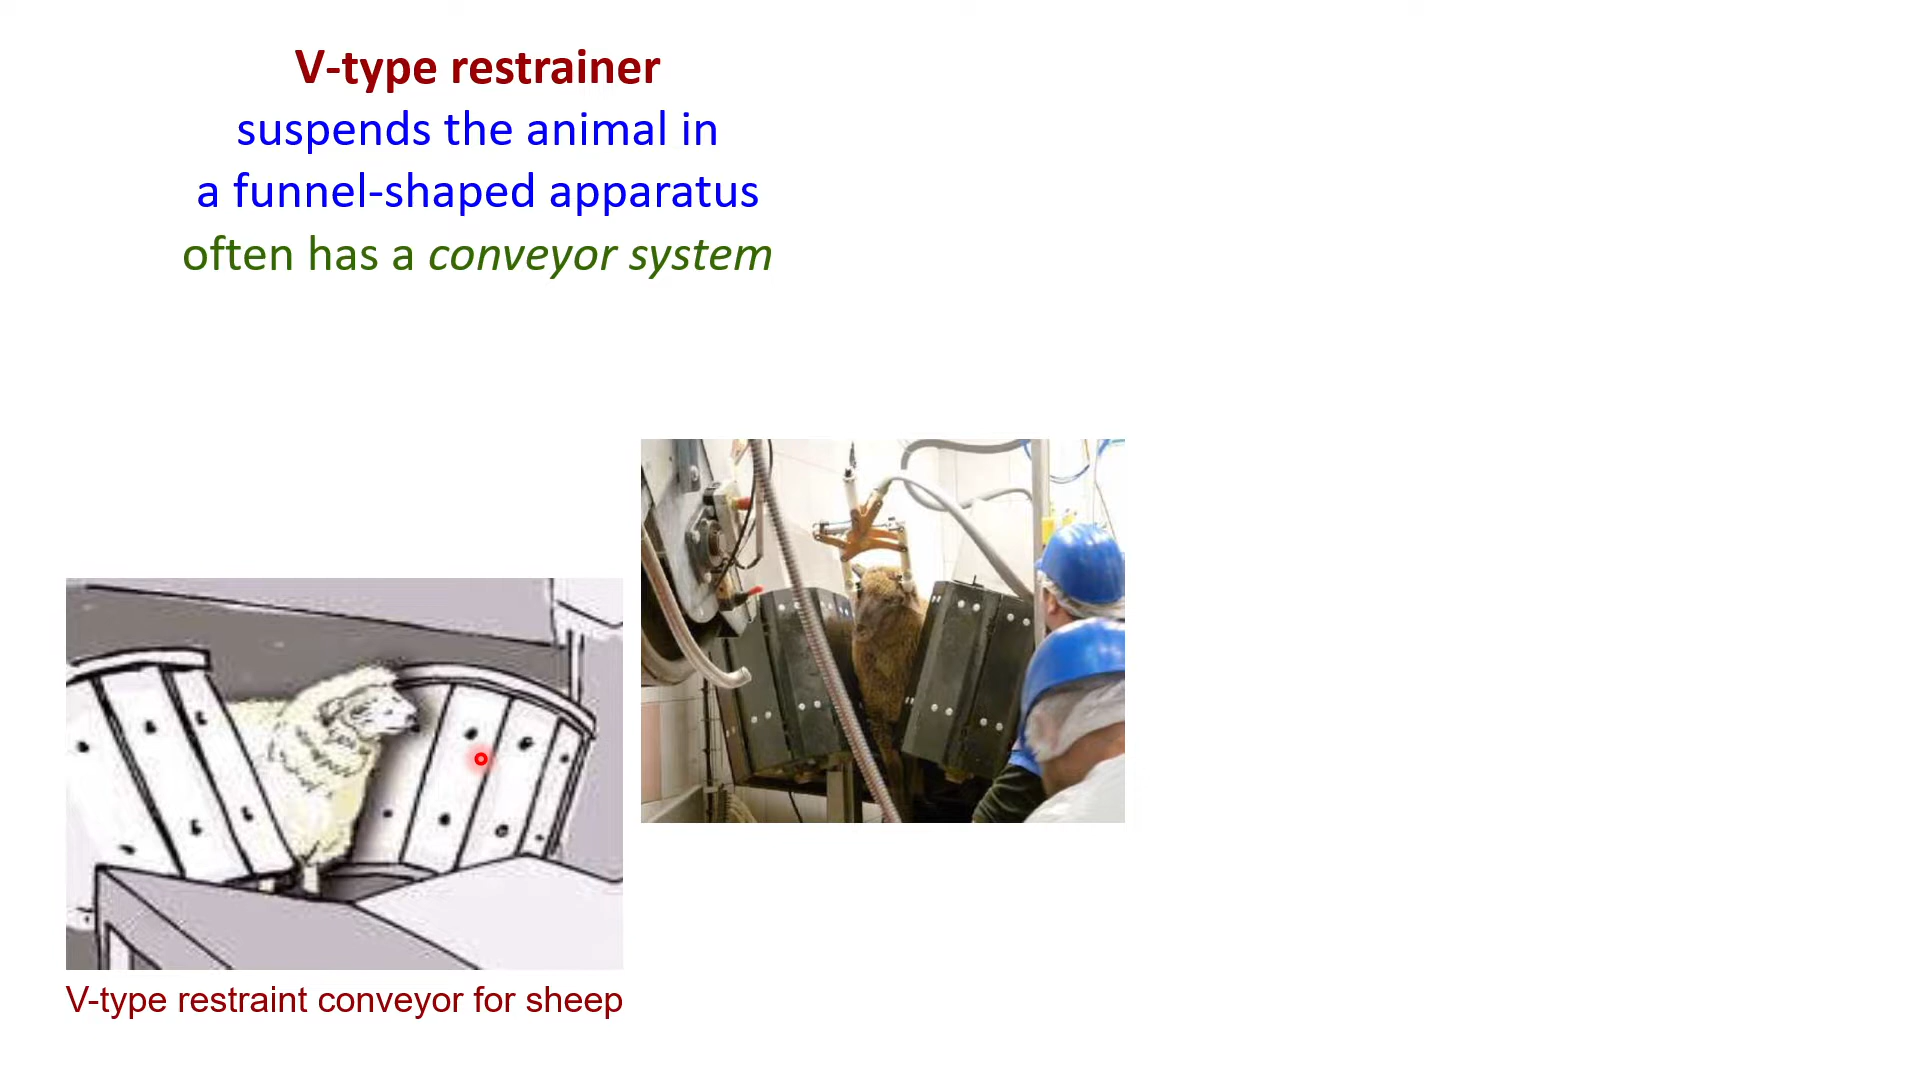 V-type restrainer
suspends the animal in
a funnel-shaped apparatus
often has a conveyor system
V-type restraint conveyor for sheep